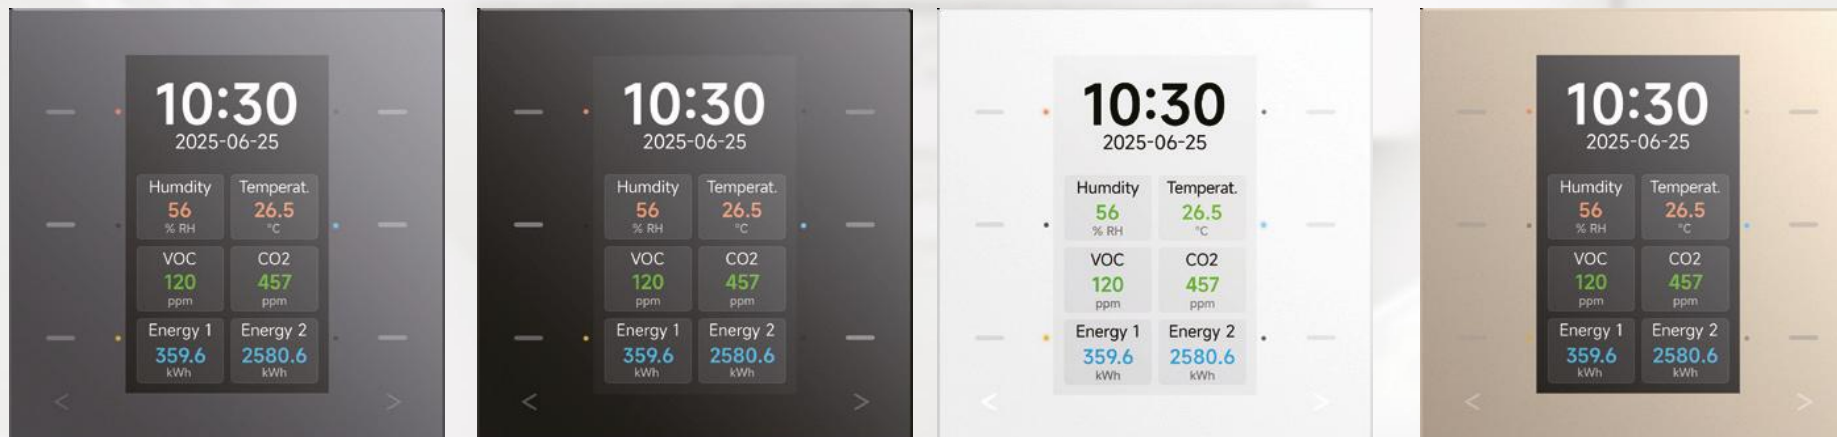 10:30
2025-06-25
Humdity Temperat.
56 26.5
% RH °C
VOC CO2
120 457
ppm ppm
Energy 1 Energy 2
359.6 2580.6
kWh kWh
< >
10:30
2025-06-25
Humdity Temperat.
56 26.5
% RH °C
VOC CO2
120 457
ppm ppm
Energy 1 Energy 2
359.6 2580.6
kWh kWh
< >
10:30
2025-06-25
Humdity Temperat.
56 26.5
% RH °C
VOC CO2
120 457
ppm ppm
Energy 1 Energy 2
359.6 2580.6
kWh kWh
< >
10:30
2025-06-25
Humdity Temperat.
56 26.5
% RH °C
VOC CO2
120 457
ppm ppm
Energy 1 Energy 2
359.6 2580.6
kWh kWh
< >